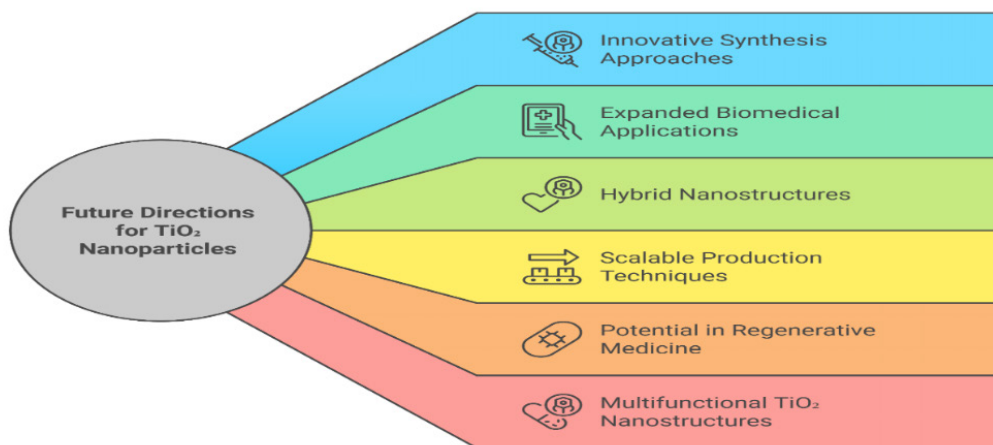 Future Directions
for TiO₂
Nanoparticles
Innovative Synthesis
Approaches
Expanded Biomedical
Applications
Hybrid Nanostructures
Scalable Production
Techniques
Potential in Regenerative
Medicine
Multifunctional TiO₂
Nanostructures